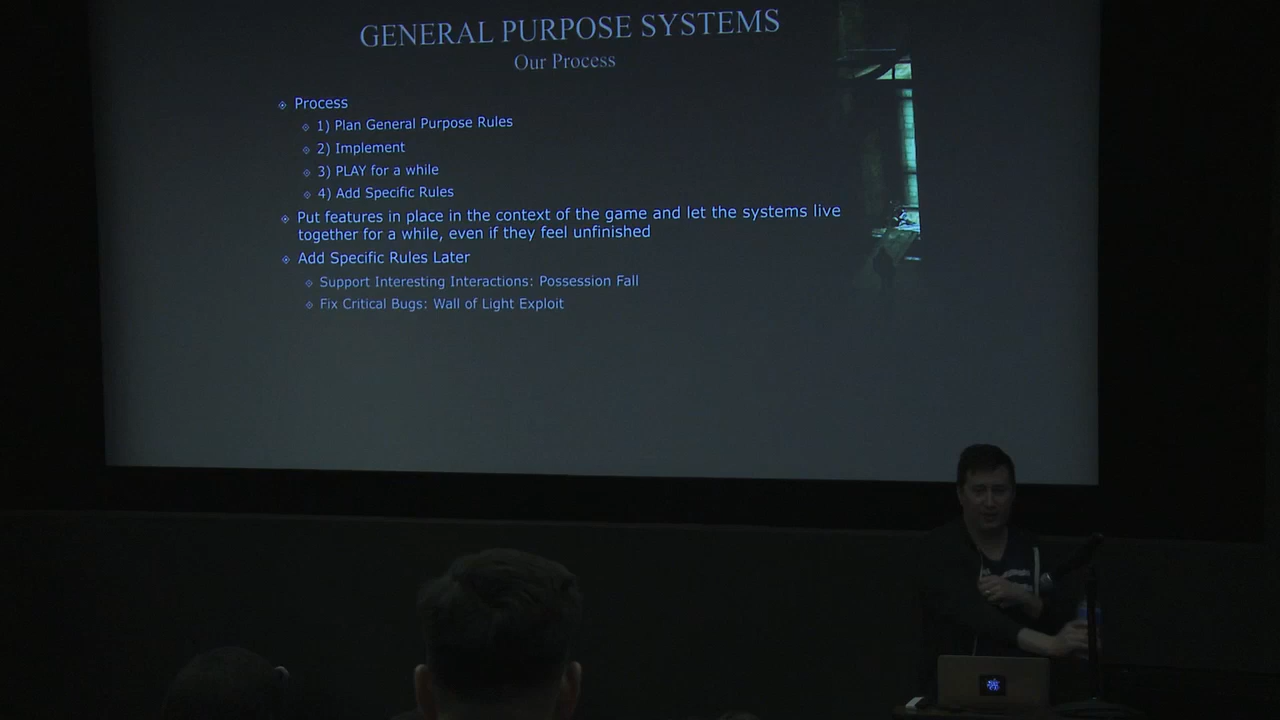 GENERAL PURPOSE SYSTEMS
Our Process
Process
1) Plan General Purpose Rules
2) Implement
3) PLAY for a while
4) Add Specific Rules
Put features in place in the context of the game and let the systems live
together for a while, even if they feel unfinished
Add Specific Rules Later
Support Interesting Interactions: Possession Fall
Fix Critical Bugs: Wall of Light Exploit